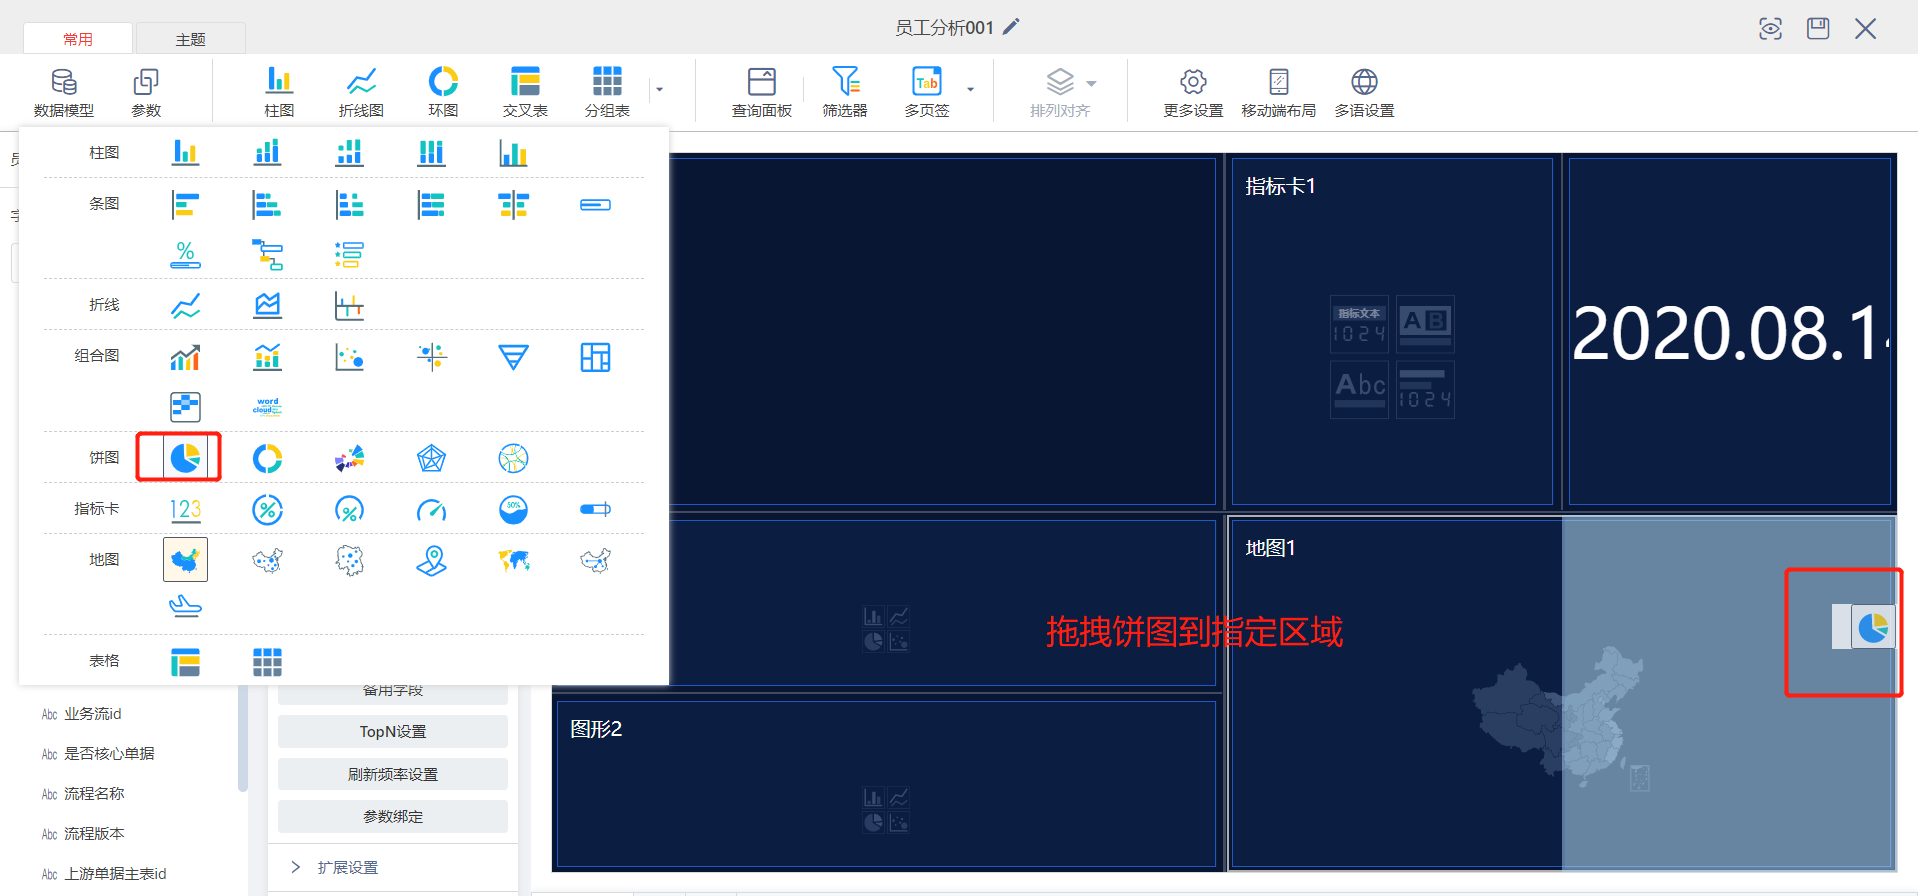 员工分析001
常用
主题
数据模型
参数
柱图
折线图
环图
交叉表
分组表
查询面板
筛选器
Tab
多页签
排列对齐
更多设置
移动端布局
多语设置
柱图
条图
%
折线
组合图
word
cloud
饼图
指标卡
123
%
%
50%
地图
表格
指标卡1
指标文本
1024
A B
Abc
1024
2020.08.1
地图1
拖拽饼图到指定区域
图形2
备用字段
TopN设置
刷新频率设置
参数绑定
扩展设置
Abc 业务流id
Abc 是否核心单据
Abc 流程名称
Abc 流程版本
Abc 上游单据主表id